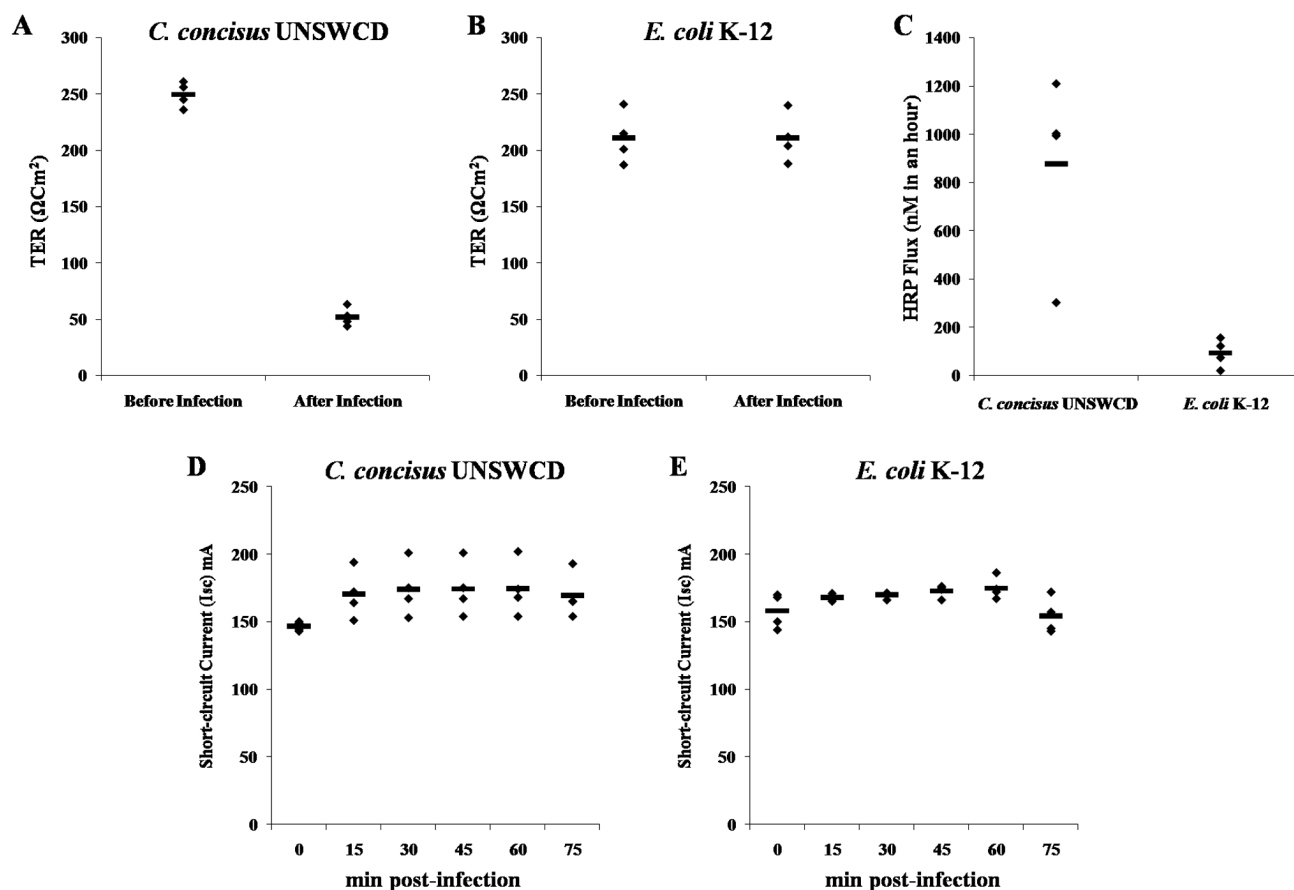 A
C. concisus UNSWCD
300
250
200
150
100
50
0
TER (ΩCm²)
Before Infection
After Infection
B
E. coli K-12
300
250
200
150
100
50
0
TER (ΩCm²)
Before Infection
After Infection
C
1400
1200
1000
800
600
400
200
0
HRP Flux (nM in an hour)
C. concisus UNSWCD
E. coli K-12
D
C. concisus UNSWCD
250
200
150
100
50
0
Short-circuit Current (Isc) mA
0 15 30 45 60 75
min post-infection
E
E. coli K-12
250
200
150
100
50
0
Short-circuit Current (Isc) mA
0 15 30 45 60 75
min post-infection